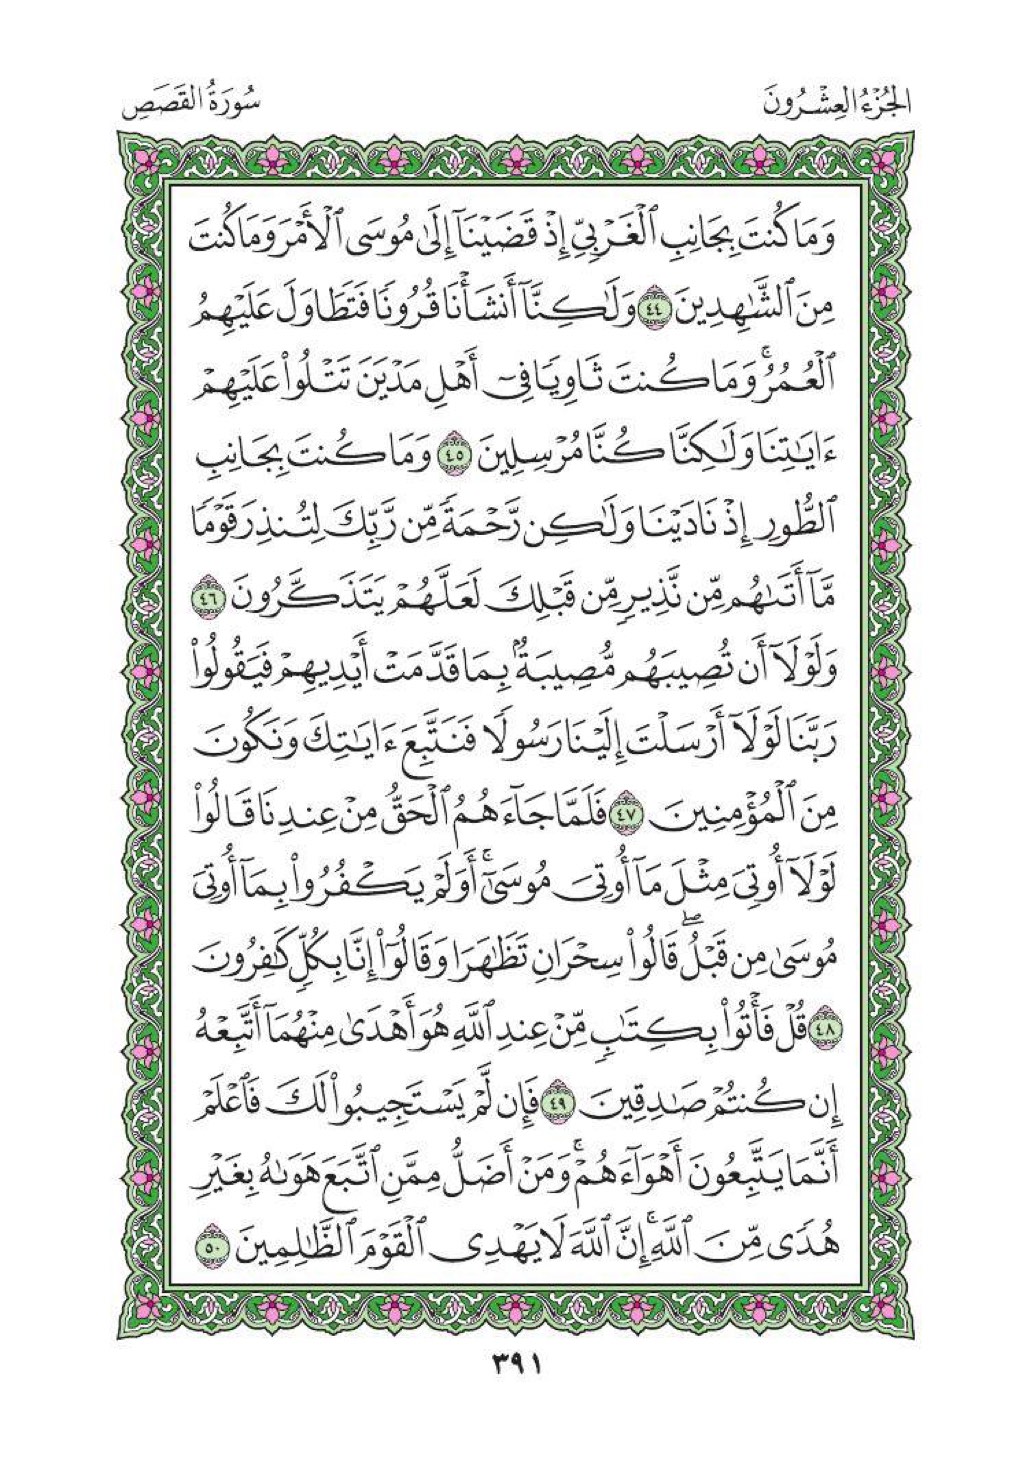 الجُزْءُ العِشْرُونَ
سُورَةُ القَصَصِ
وَمَا كُنتَ بِجَانِبِ ٱلْغَرْبِيِّ إِذْ قَضَيْنَآ إِلَىٰ مُوسَى ٱلْأَمْرَ وَمَا كُنتَ
مِنَ ٱلشَّٰهِدِينَ ٤٤ وَلَٰكِنَّآ أَنشَأْنَا قُرُونًا فَتَطَاوَلَ عَلَيْهِمُ
ٱلْعُمُرُۚ وَمَا كُنتَ ثَاوِيًا فِىٓ أَهْلِ مَدْيَنَ تَتْلُوا۟ عَلَيْهِمْ
ءَايَٰتِنَا وَلَٰكِنَّا كُنَّا مُرْسِلِينَ ٤٥ وَمَا كُنتَ بِجَانِبِ
ٱلطُّورِ إِذْ نَادَيْنَا وَلَٰكِن رَّحْمَةً مِّن رَّبِّكَ لِتُنذِرَ قَوْمًا
مَّآ أَتَىٰهُم مِّن نَّذِيرٍ مِّن قَبْلِكَ لَعَلَّهُمْ يَتَذَكَّرُونَ ٤٦
وَلَوْلَآ أَن تُصِيبَهُم مُّصِيبَةٌۢ بِمَا قَدَّمَتْ أَيْدِيهِمْ فَيَقُولُوا۟
رَبَّنَا لَوْلَآ أَرْسَلْتَ إِلَيْنَا رَسُولًا فَنَتَّبِعَ ءَايَٰتِكَ وَنَكُونَ
مِنَ ٱلْمُؤْمِنِينَ ٤٧ فَلَمَّا جَآءَهُمُ ٱلْحَقُّ مِنْ عِندِنَا قَالُوا۟
لَوْلَآ أُوتِىَ مِثْلَ مَآ أُوتِىَ مُوسَىٰٓۚ أَوَلَمْ يَكْفُرُوا۟ بِمَآ أُوتِىَ
مُوسَىٰ مِن قَبْلُۖ قَالُوا۟ سِحْرَانِ تَظَٰهَرَا وَقَالُوٓا۟ إِنَّا بِكُلٍّ كَٰفِرُونَ
٤٨ قُلْ فَأْتُوا۟ بِكِتَٰبٍ مِّنْ عِندِ ٱللَّهِ هُوَ أَهْدَىٰ مِنْهُمَآ أَتَّبِعْهُ
إِن كُنتُمْ صَٰدِقِينَ ٤٩ فَإِن لَّمْ يَسْتَجِيبُوا۟ لَكَ فَٱعْلَمْ
أَنَّمَا يَتَّبِعُونَ أَهْوَآءَهُمْۚ وَمَنْ أَضَلُّ مِمَّنِ ٱتَّبَعَ هَوَىٰهُ بِغَيْرِ
هُدًى مِّنَ ٱللَّهِۚ إِنَّ ٱللَّهَ لَا يَهْدِى ٱلْقَوْمَ ٱلظَّٰلِمِينَ ٥٠
٣٩١